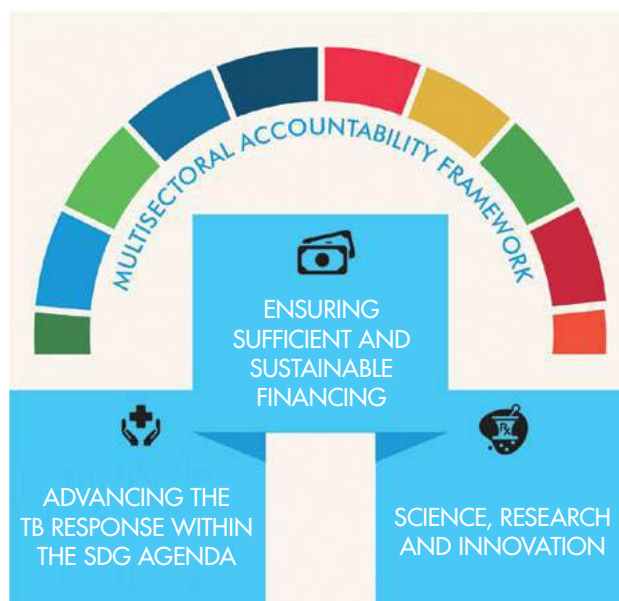 MULTISECTORAL ACCOUNTABILITY FRAMEWORK
ENSURING
SUFFICIENT AND
SUSTAINABLE
FINANCING
ADVANCING THE
TB RESPONSE WITHIN
THE SDG AGENDA
Rx
SCIENCE, RESEARCH
AND INNOVATION